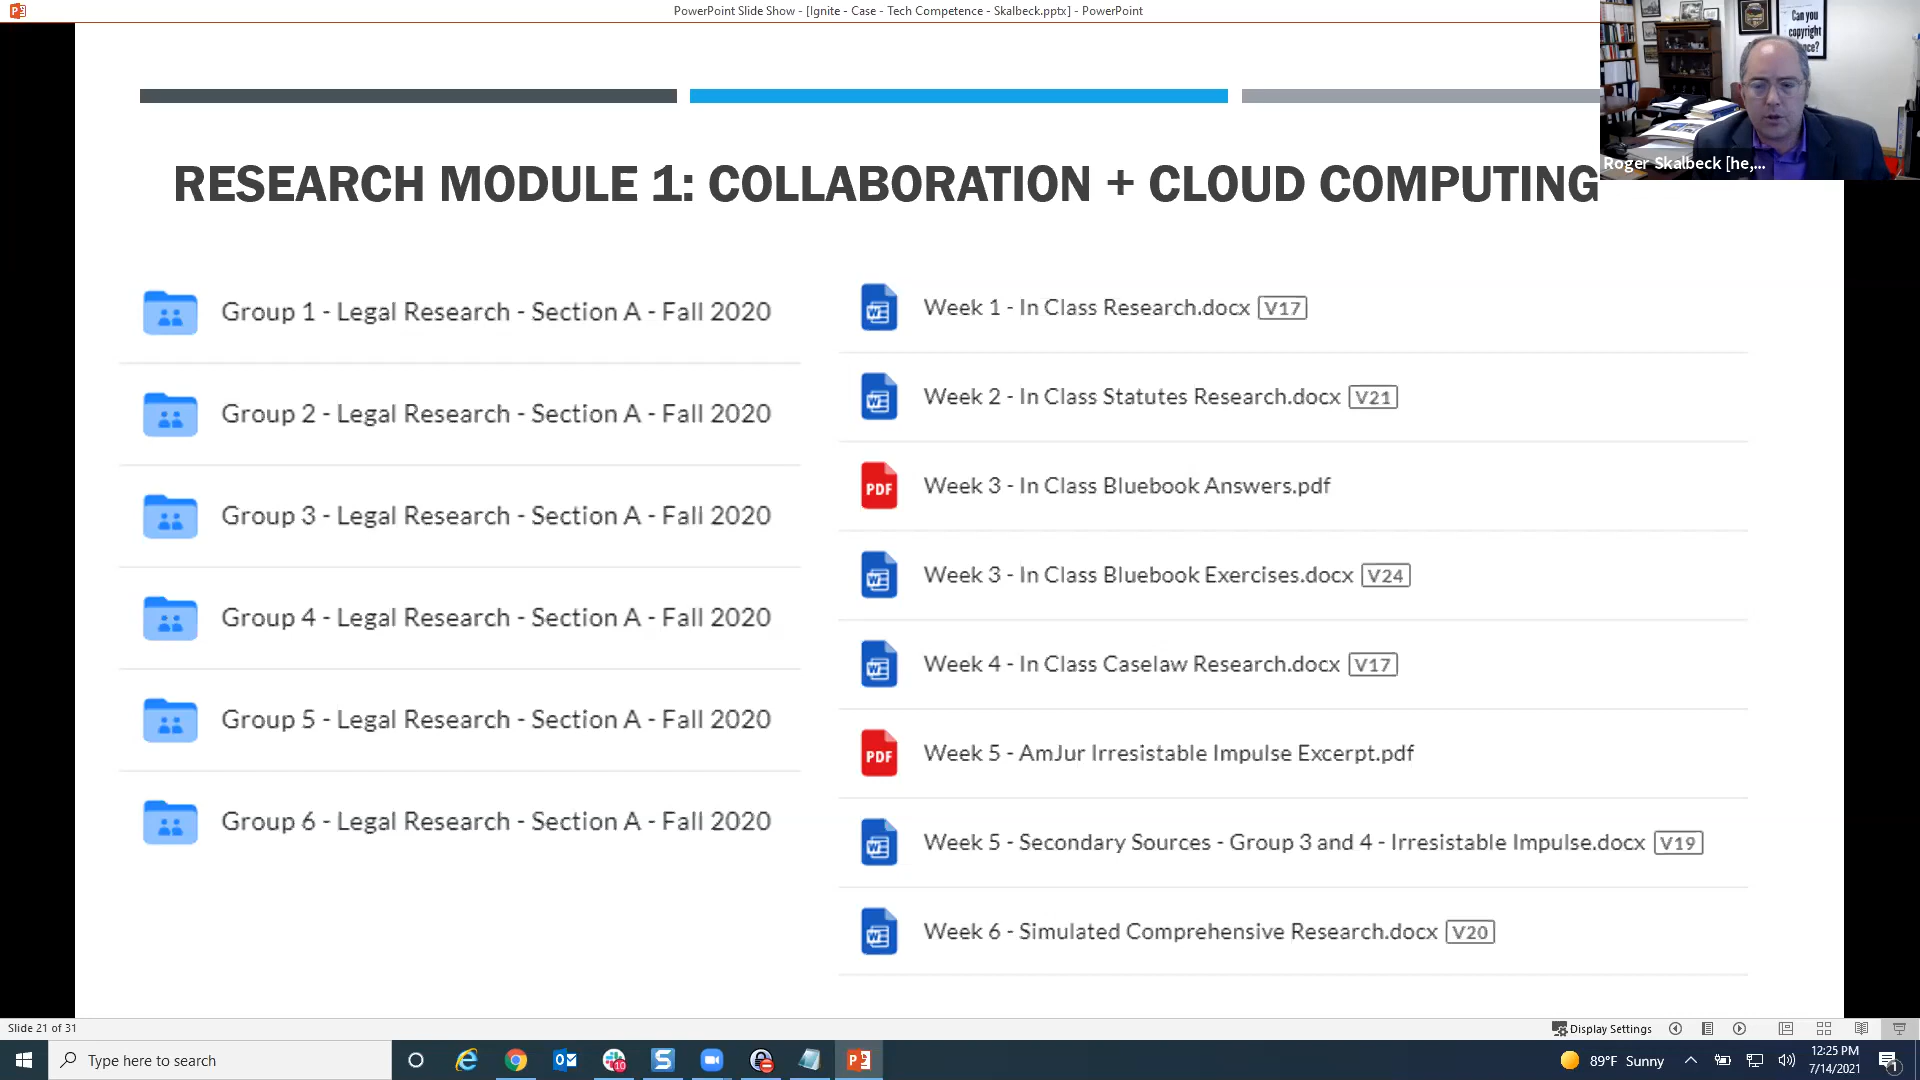 PowerPoint Slide Show - [Ignite - Case - Tech Competence - Skalbeck.pptx] - PowerPoint
Can you
copyright
Roger Skalbeck [he,...
RESEARCH MODULE 1: COLLABORATION + CLOUD COMPUTING
Group 1 - Legal Research - Section A - Fall 2020
Group 2 - Legal Research - Section A - Fall 2020
Group 3 - Legal Research - Section A - Fall 2020
Group 4 - Legal Research - Section A - Fall 2020
Group 5 - Legal Research - Section A - Fall 2020
Group 6 - Legal Research - Section A - Fall 2020
Week 1 - In Class Research.docx V17
Week 2 - In Class Statutes Research.docx V21
PDF Week 3 - In Class Bluebook Answers.pdf
Week 3 - In Class Bluebook Exercises.docx V24
Week 4 - In Class Caselaw Research.docx V17
PDF Week 5 - AmJur Irresistable Impulse Excerpt.pdf
Week 5 - Secondary Sources - Group 3 and 4 - Irresistable Impulse.docx V19
Week 6 - Simulated Comprehensive Research.docx V20
Slide 21 of 31
Display Settings
Type here to search
10
89°F Sunny
12:25 PM
7/14/2021
1